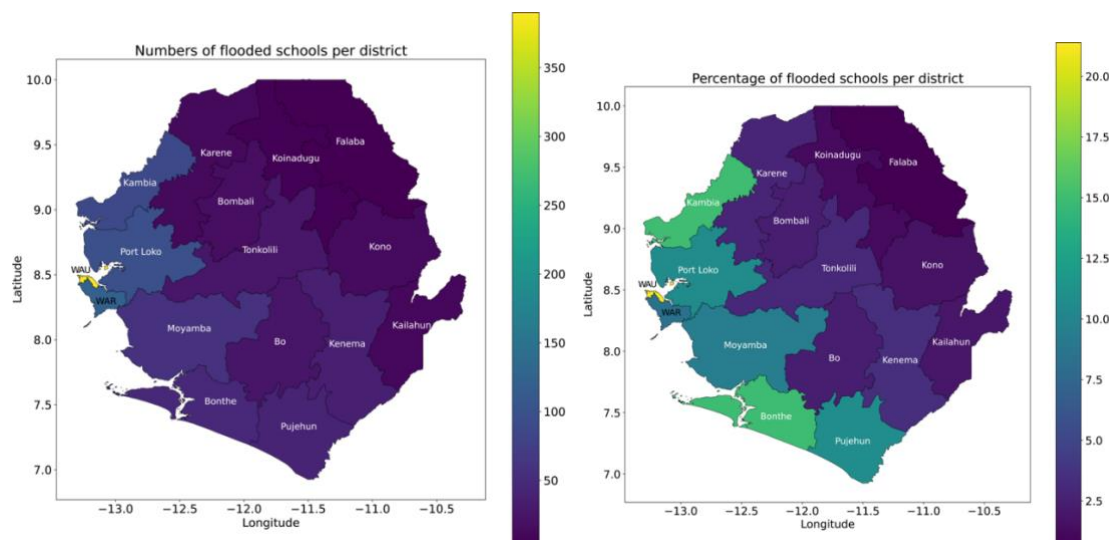 Numbers of flooded schools per district
10.0
9.5
9.0
8.5
8.0
7.5
7.0
Latitude
−13.0 −12.5 −12.0 −11.5 −11.0 −10.5
Longitude
Falaba
Karene
Koinadugu
Kambia
Bombali
Port Loko
Tonkolili
Kono
WAU
WAR
Moyamba
Bo
Kenema
Kailahun
Bonthe
Pujehun
350
300
250
200
150
100
50
Percentage of flooded schools per district
10.0
9.5
9.0
8.5
8.0
7.5
7.0
Latitude
−13.0 −12.5 −12.0 −11.5 −11.0 −10.5
Longitude
Koinadugu
Falaba
Karene
Kambia
Bombali
Port Loko
Tonkolili
Kono
WAU
WAR
Moyamba
Bo
Kenema
Kailahun
Bonthe
Pujehun
20.0
17.5
15.0
12.5
10.0
7.5
5.0
2.5